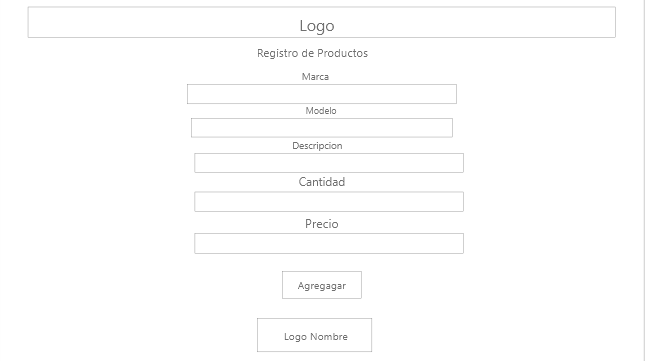 Logo
Registro de Productos
Marca
Modelo
Descripcion
Cantidad
Precio
Agregagar
Logo Nombre